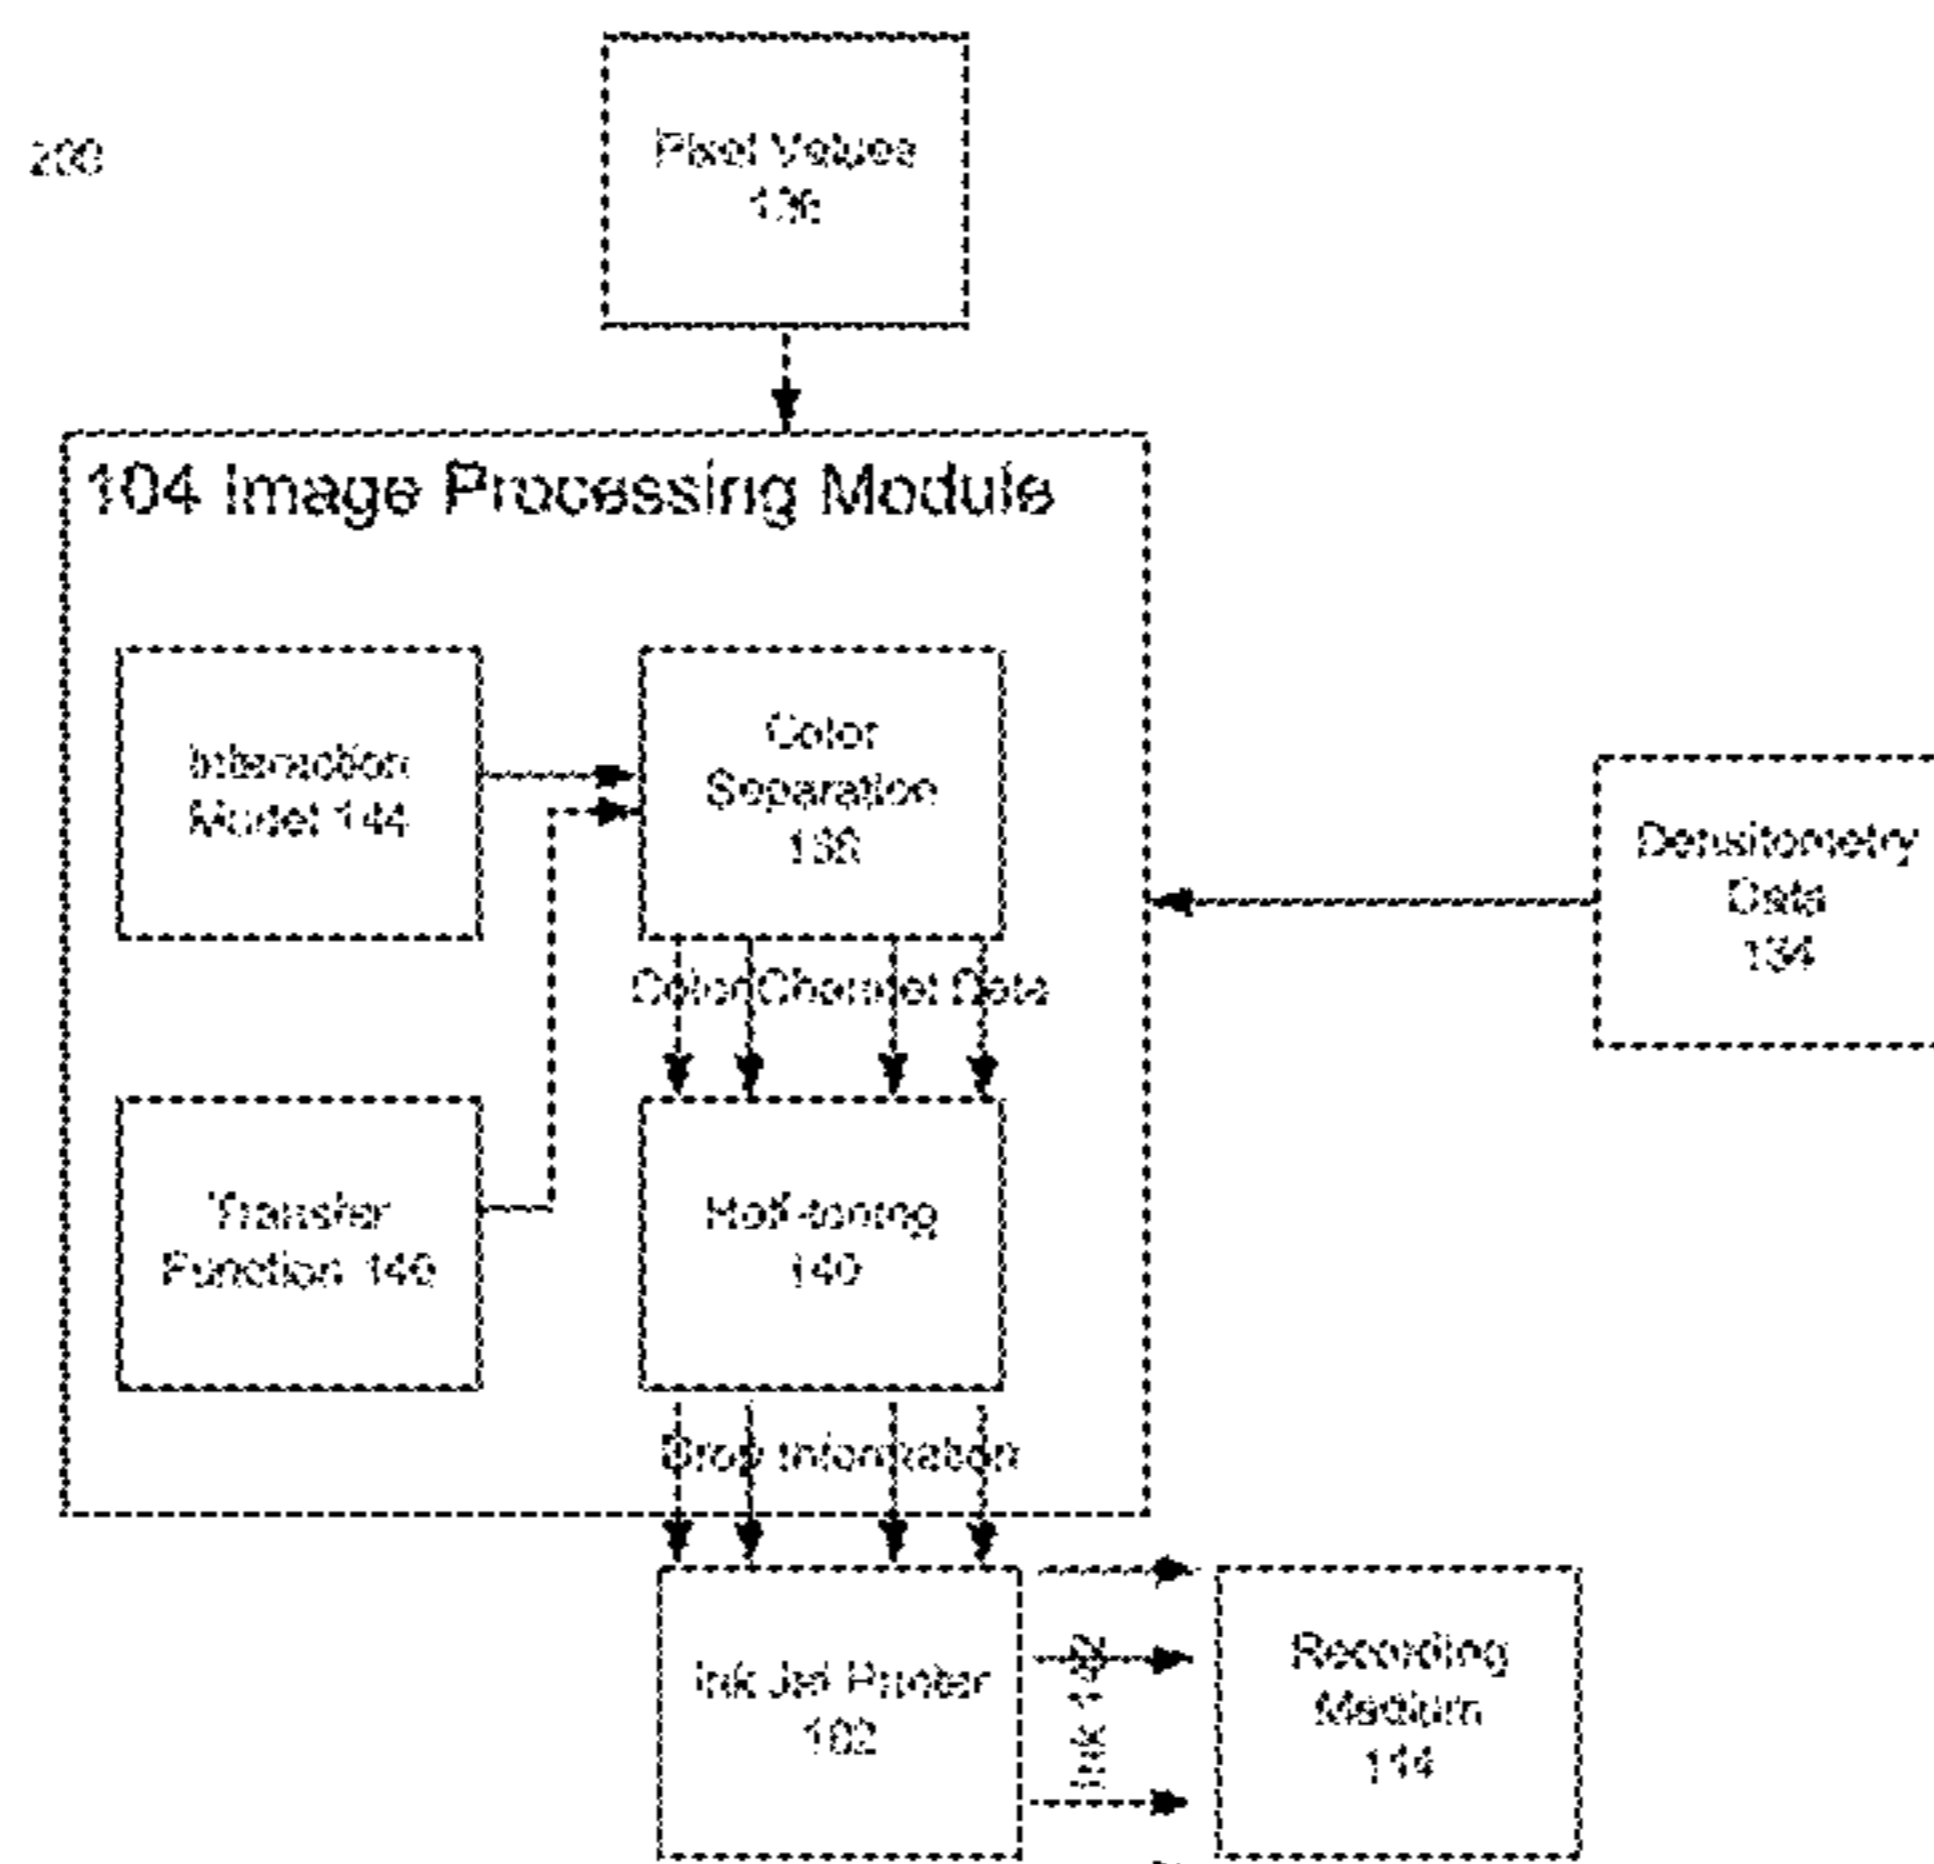 200
Pixel Values
136
104 Image Processing Module
Interaction
Model 144
Color
Separation
138
Densitometry
Data
134
Color Channel Data
Transfer
Function 146
Half-toning
140
Drop Information
Ink Jet Printer
102
Ink
Recording
Medium
114